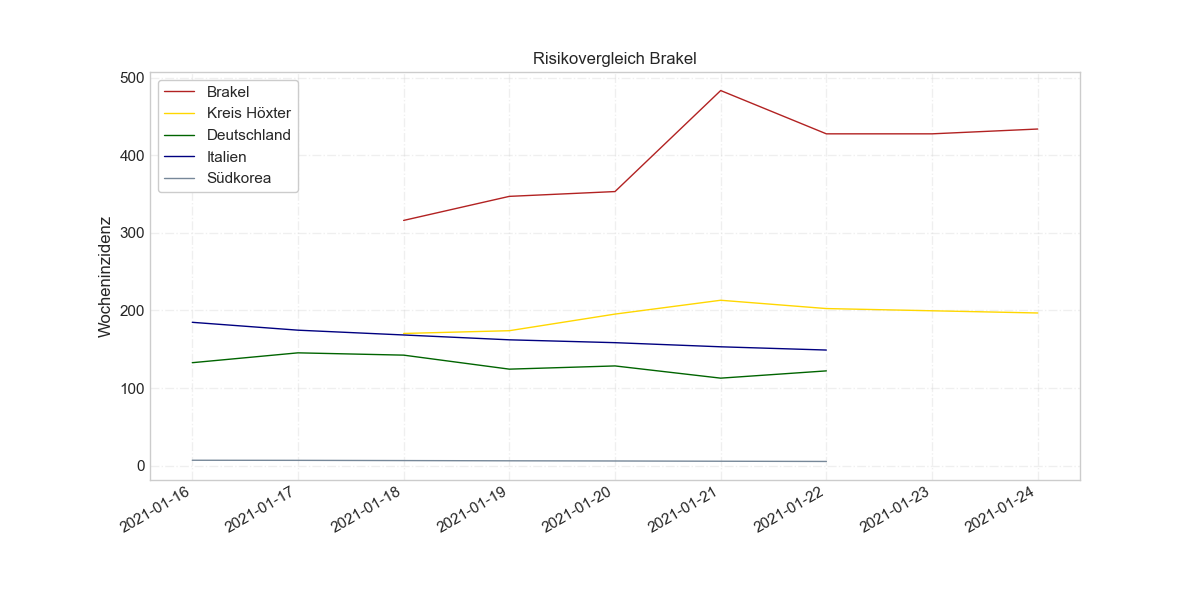 Risikovergleich Brakel
Wocheninzidenz
500
400
300
200
100
0
Brakel
Kreis Höxter
Deutschland
Italien
Südkorea
2021-01-16
2021-01-17
2021-01-18
2021-01-19
2021-01-20
2021-01-21
2021-01-22
2021-01-23
2021-01-24